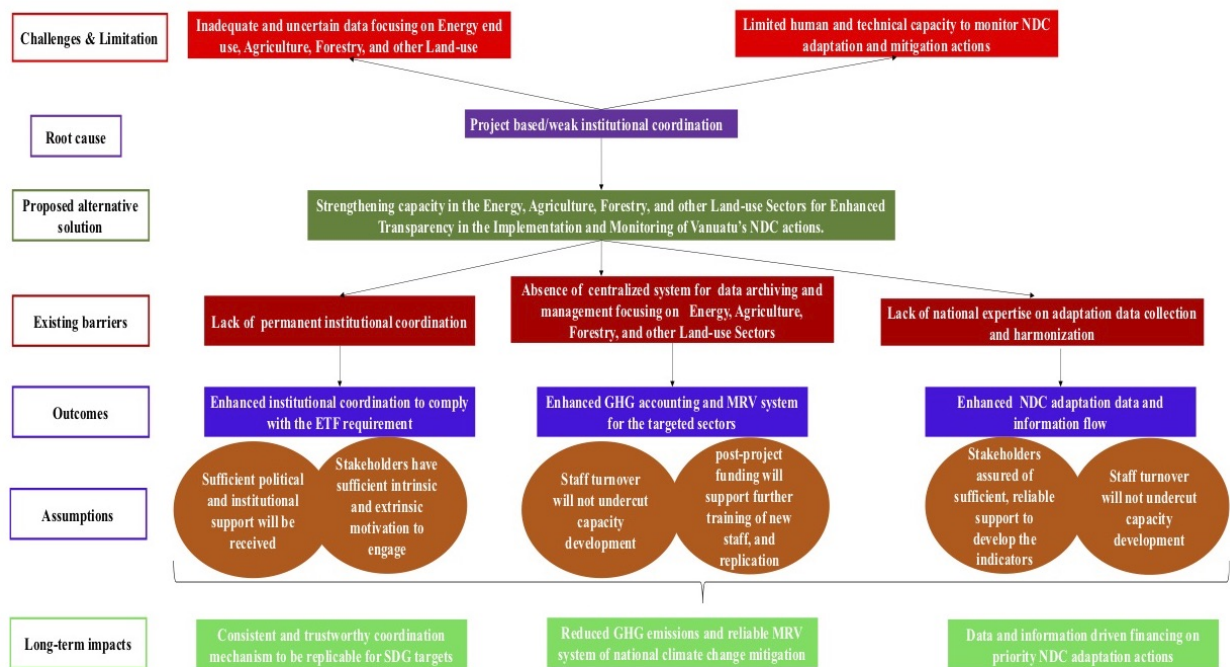 Challenges & Limitation
Inadequate and uncertain data focusing on Energy end
use, Agriculture, Forestry, and other Land-use
Limited human and technical capacity to monitor NDC
adaptation and mitigation actions
Root cause
Project based/weak institutional coordination
Proposed alternative
solution
Strengthening capacity in the Energy, Agriculture, Forestry, and other Land-use Sectors for Enhanced
Transparency in the Implementation and Monitoring of Vanuatu's NDC actions.
Existing barriers
Lack of permanent institutional coordination
Absence of centralized system for data archiving and
management focusing on Energy, Agriculture,
Forestry, and other Land-use Sectors
Lack of national expertise on adaptation data collection
and harmonization
Outcomes
Enhanced institutional coordination to comply
with the ETF requirement
Enhanced GHG accounting and MRV system
for the targeted sectors
Enhanced NDC adaptation data and
information flow
Assumptions
Sufficient political
and institutional
support will be
received
Stakeholders have
sufficient intrinsic
and extrinsic
motivation to
engage
Staff turnover
will not undercut
capacity
development
post-project
funding will
support further
training of new
staff, and
replication
Stakeholders
assured of
sufficient, reliable
support to
develop the
indicators
Staff turnover
will not undercut
capacity
development
Long-term impacts
Consistent and trustworthy coordination
mechanism to be replicable for SDG targets
Reduced GHG emissions and reliable MRV
system of national climate change mitigation
Data and information driven financing on
priority NDC adaptation actions